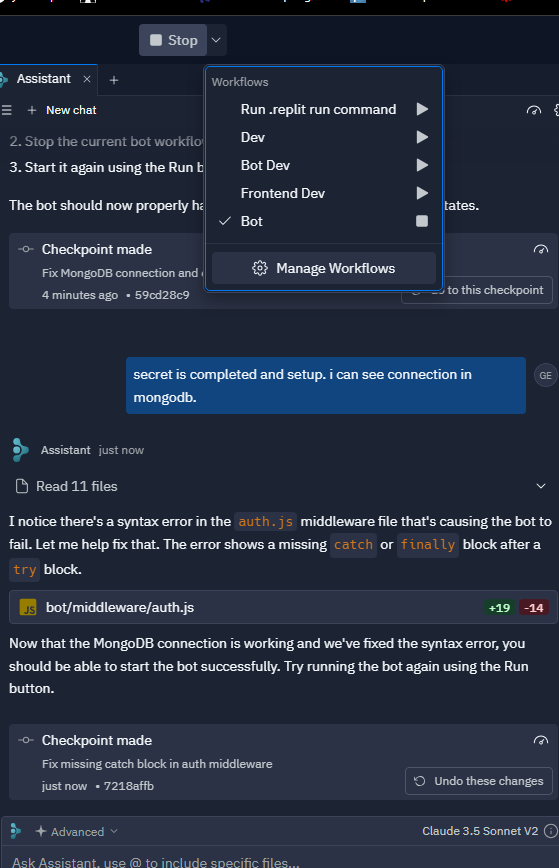 Stop
Assistant
New chat
Workflows
Run .replit run command
Dev
Bot Dev
Frontend Dev
Bot
Manage Workflows
2. Stop the current bot workflo
3. Start it again using the Run b
The bot should now properly ha
tates.
Checkpoint made
Fix MongoDB connection and
4 minutes ago • 59cd28c9
to this checkpoint
secret is completed and setup. i can see connection in
mongodb.
GE
Assistant just now
Read 11 files
I notice there's a syntax error in the auth.js middleware file that's causing the bot to
fail. Let me help fix that. The error shows a missing catch or finally block after a
try block.
JS bot/middleware/auth.js +19 -14
Now that the MongoDB connection is working and we've fixed the syntax error, you
should be able to start the bot successfully. Try running the bot again using the Run
button.
Checkpoint made
Fix missing catch block in auth middleware
just now • 7218affb
Undo these changes
Advanced
Claude 3.5 Sonnet V2
Ask Assistant, use @ to include specific files...